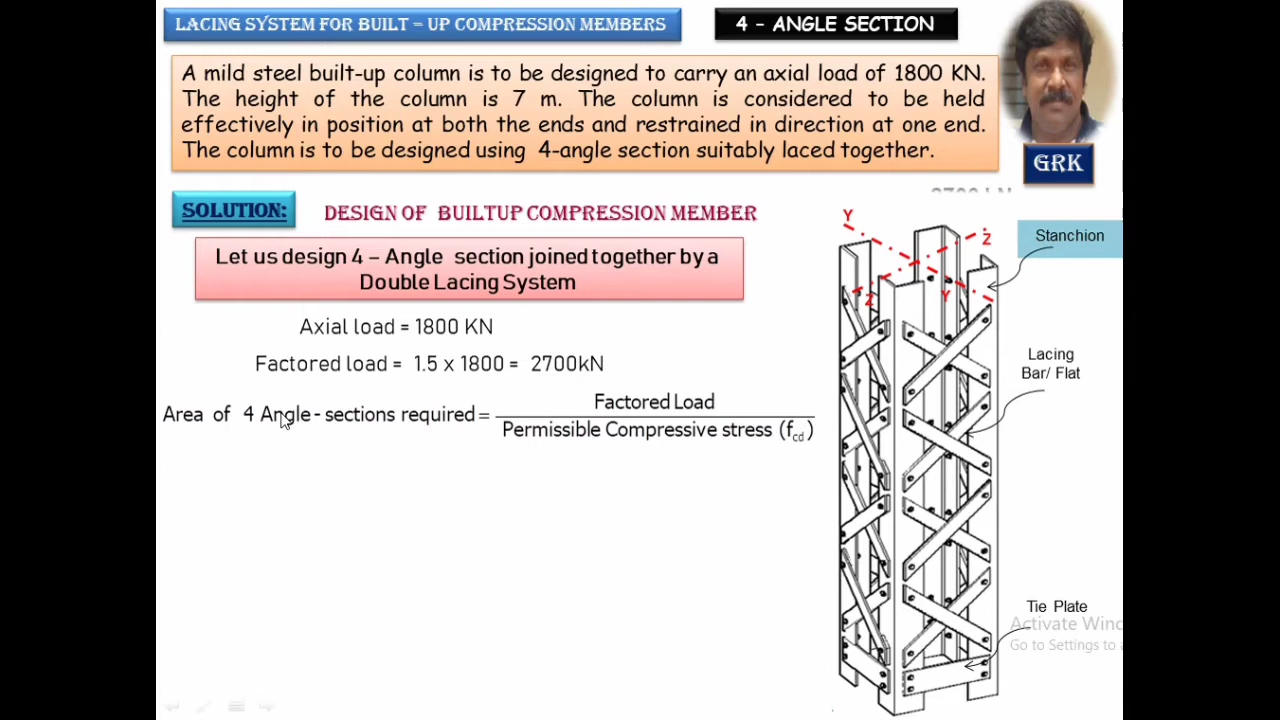 LACING SYSTEM FOR BUILT – UP COMPRESSION MEMBERS
4 – ANGLE SECTION
A mild steel built-up column is to be designed to carry an axial load of 1800 KN.
The height of the column is 7 m. The column is considered to be held
effectively in position at both the ends and restrained in direction at one end.
The column is to be designed using 4-angle section suitably laced together.
GRK
SOLUTION:
DESIGN OF BUILTUP COMPRESSION MEMBER
Let us design 4 – Angle section joined together by a
Double Lacing System
Axial load = 1800 KN
Factored load = 1.5 x 1800 = 2700kN
Area of 4 Angle - sections required =
Factored Load
Permissible Compressive stress (fcd)
Y
Z
Z
Y
Stanchion
Lacing
Bar/ Flat
Tie Plate
Activate Winc
Go to Settings to